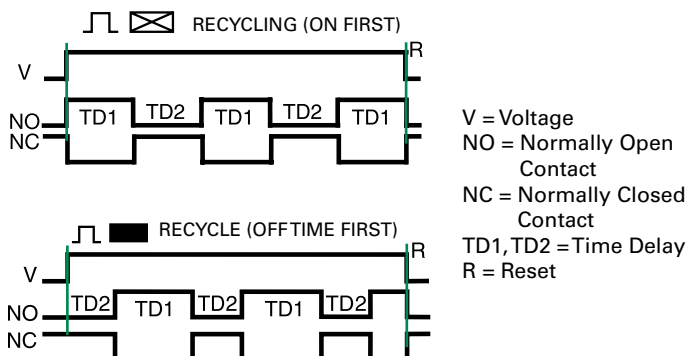 RECYCLING (ON FIRST)
R
V
TD1 TD2 TD1 TD2 TD1
NO
NC
RECYCLE (OFF TIME FIRST)
R
V
TD2 TD1 TD2 TD1 TD2
NO
NC
V = Voltage
NO = Normally Open
Contact
NC = Normally Closed
Contact
TD1, TD2 = Time Delay
R = Reset